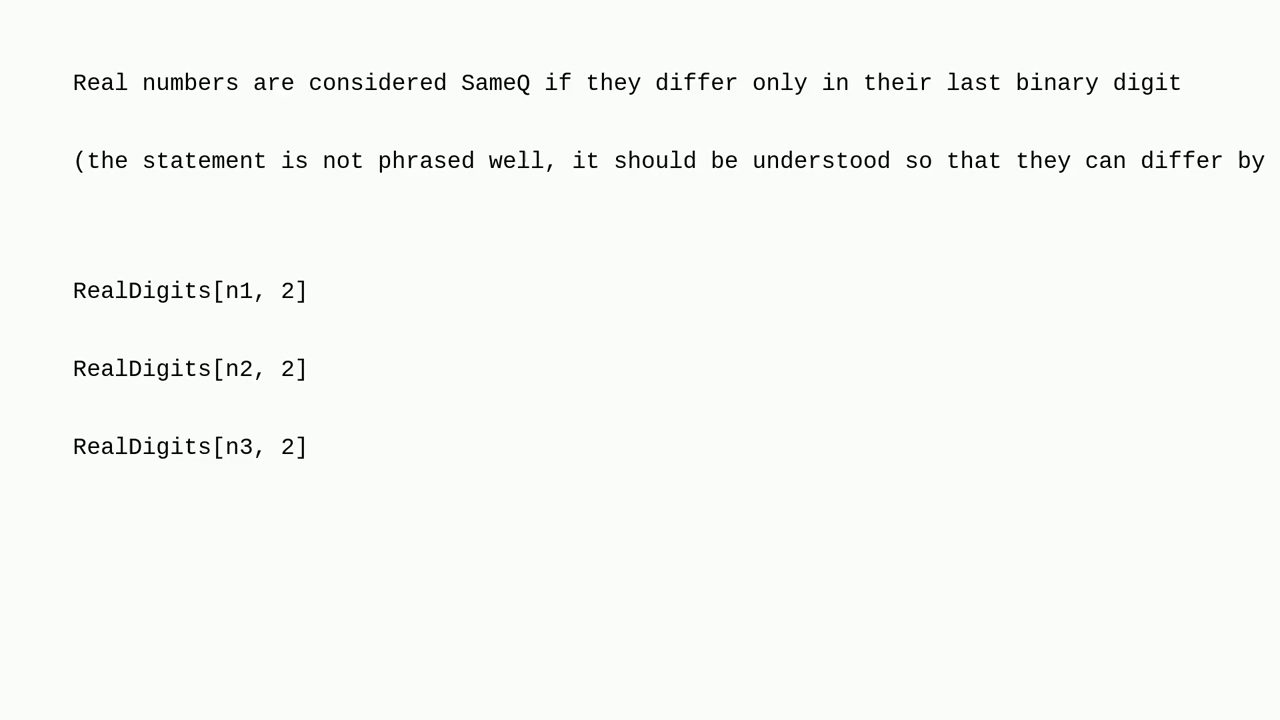 Real numbers are considered SameQ if they differ only in their last binary digit
(the statement is not phrased well, it should be understood so that they can differ by
RealDigits[n1, 2]
RealDigits[n2, 2]
RealDigits[n3, 2]